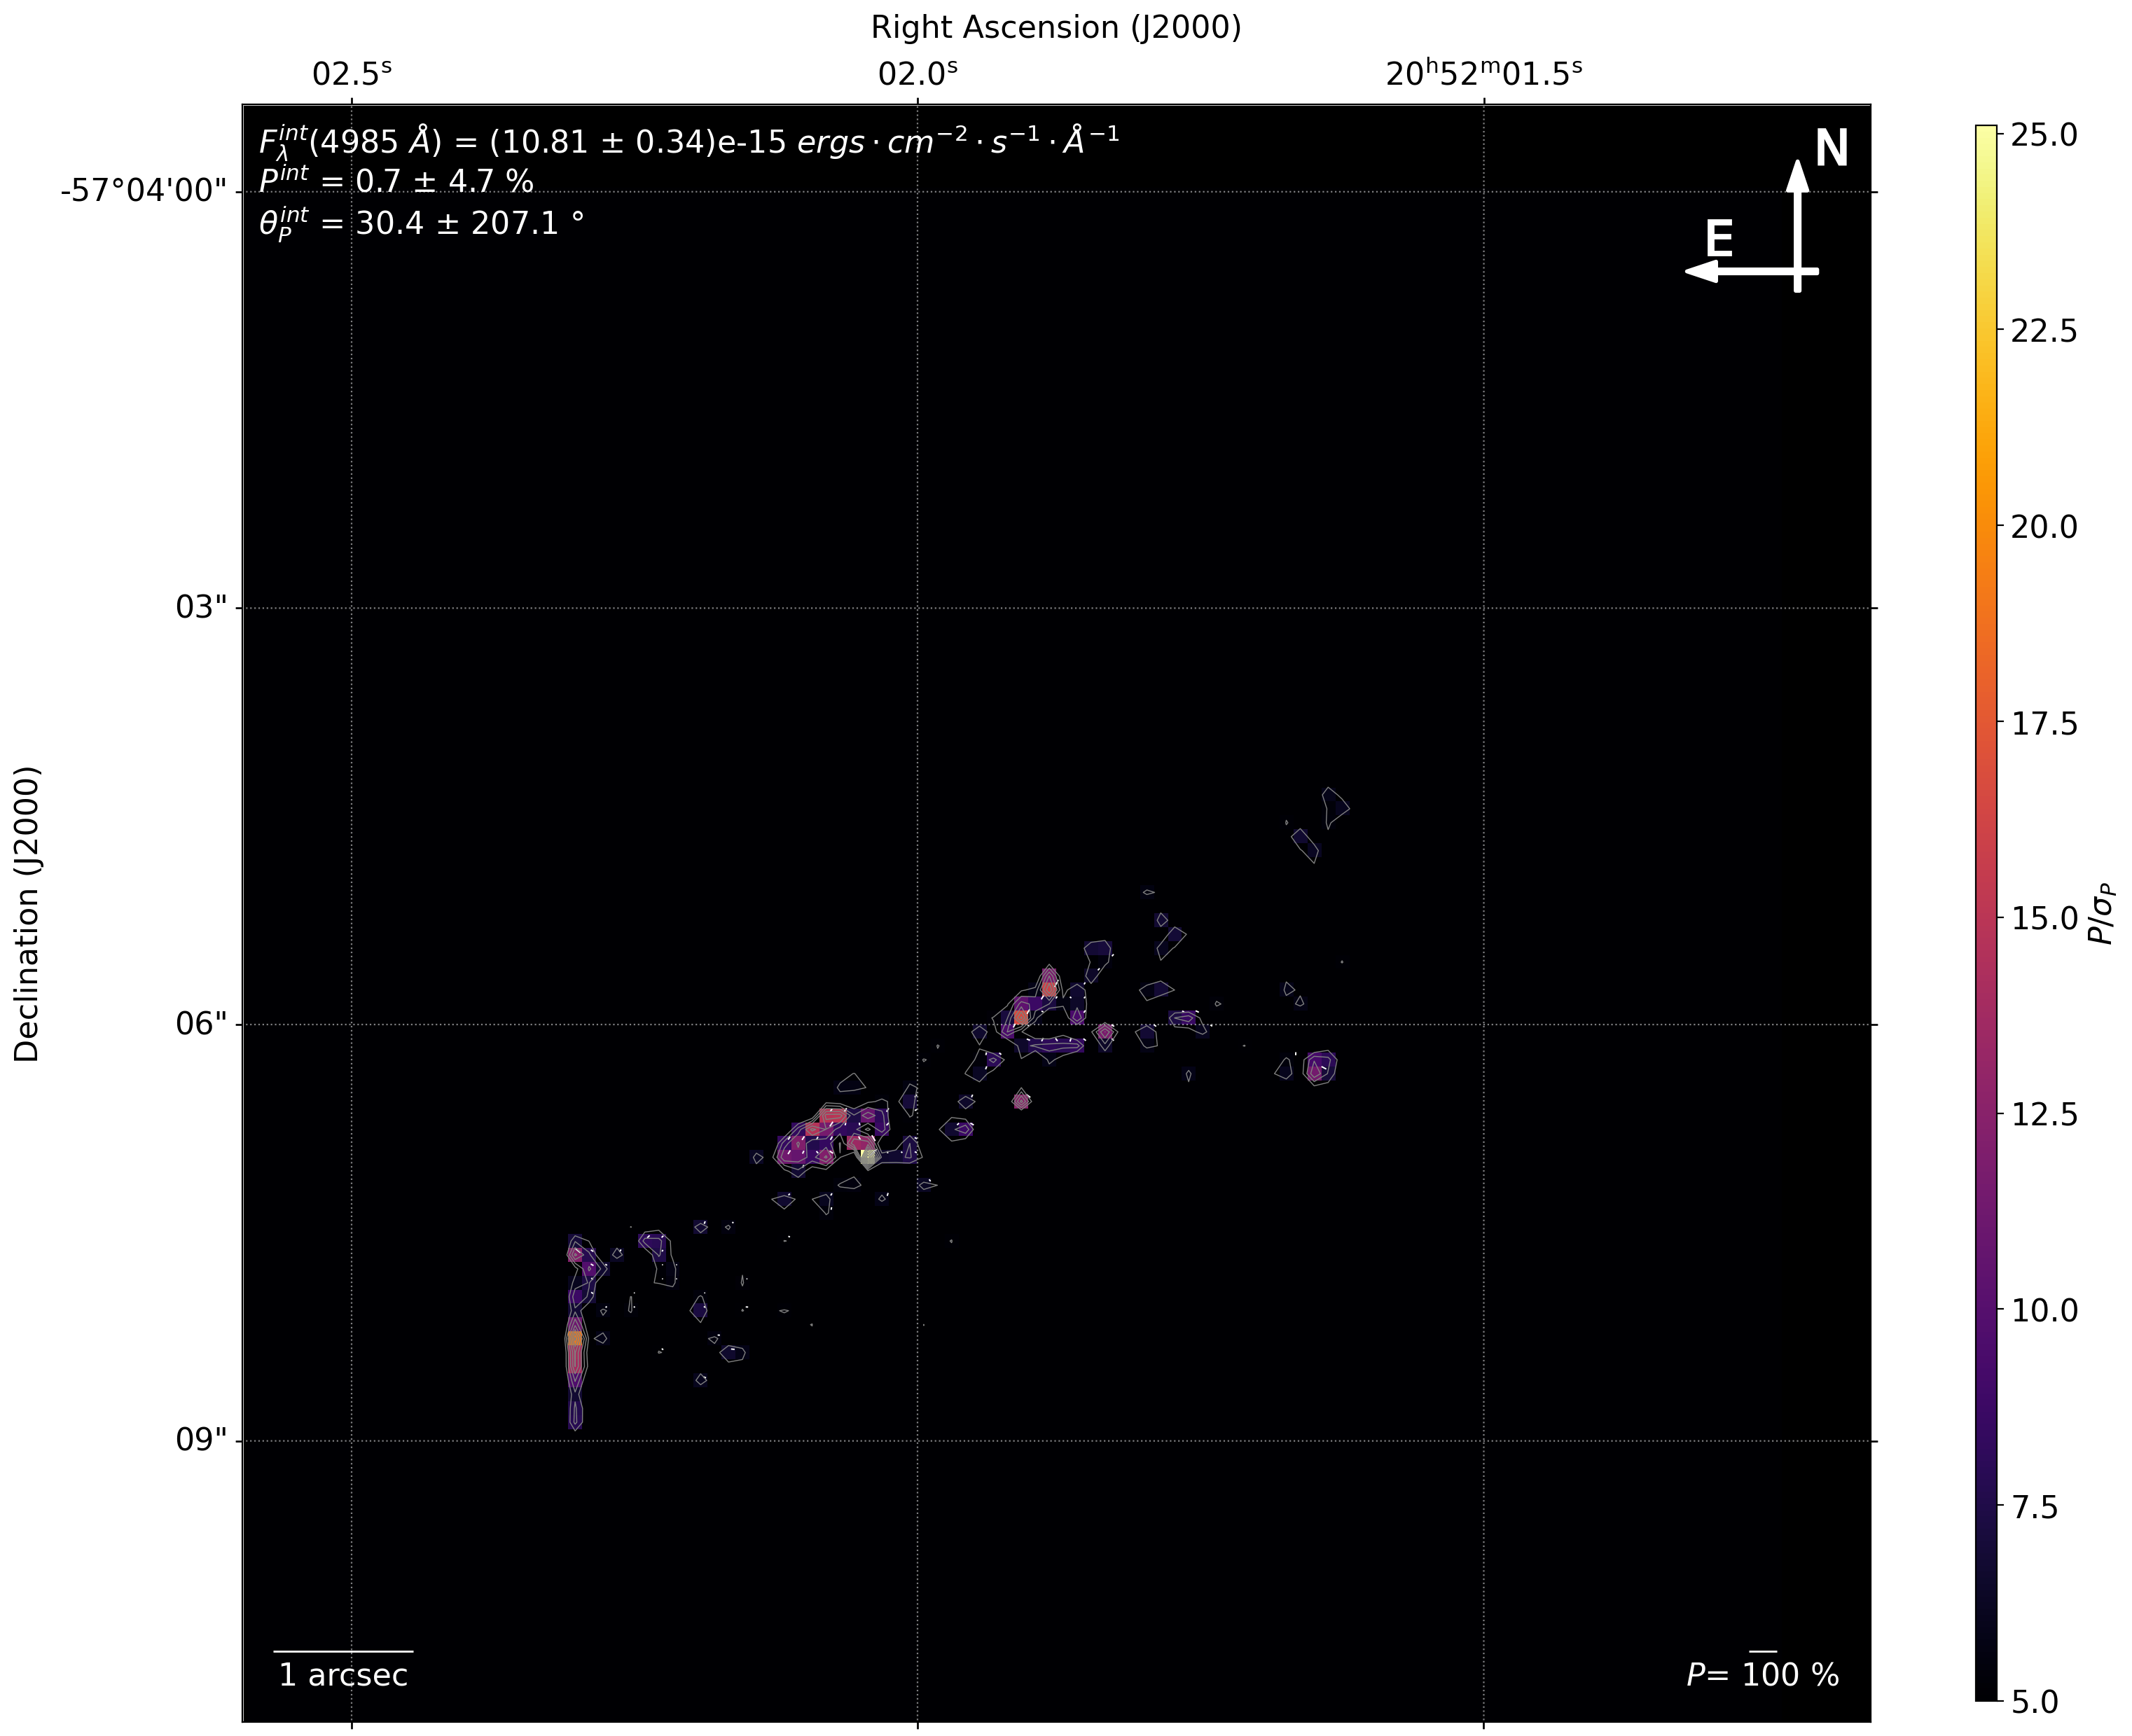 Right Ascension (J2000)
02.5ˢ 02.0ˢ 20ʰ52ᵐ01.5ˢ
F_λ^int(4985 Å) = (10.81 ± 0.34)e-15 ergs · cm⁻² · s⁻¹ · Å⁻¹
P^int = 0.7 ± 4.7 %
θ_P^int = 30.4 ± 207.1 °
N
E
-57°04'00"
03"
06"
09"
Declination (J2000)
1 arcsec
P= 100 %
25.0
22.5
20.0
17.5
15.0
12.5
10.0
7.5
5.0
P/σ_P